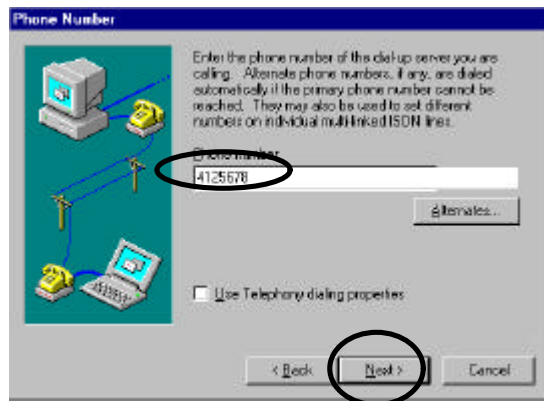 Phone Number
Enter the phone number of the dial-up server you are
calling. Alternate phone numbers, if any, are dialed
automatically if the primary phone number cannot be
reached. They may also be used to set different
numbers on individual multi-linked ISDN lines.
Phone number
4125678
Alternates...
Use Telephony dialing properties
< Back
Next >
Cancel